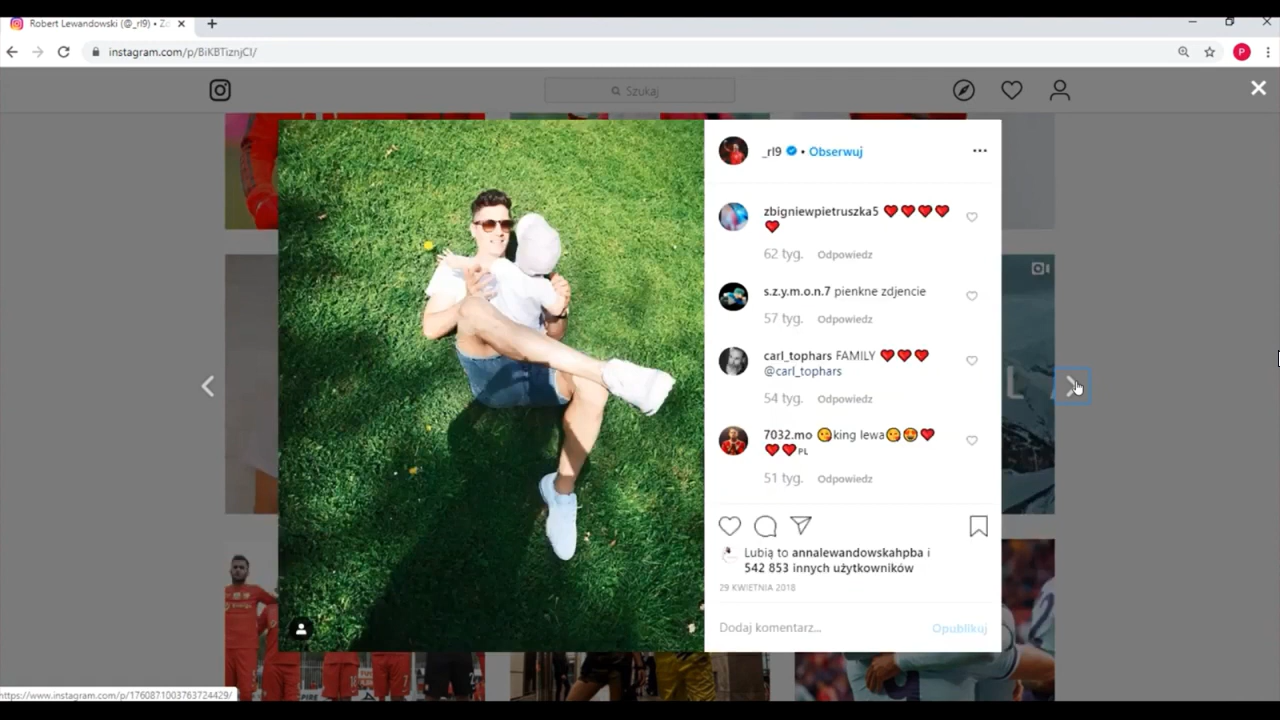 Robert Lewandowski (@_rl9) • Zd
instagram.com/p/BiKBTiznjCl/
P
Szukaj
_rl9 • Obserwuj
zbigniewpietruszka5 ❤️❤️❤️❤️
❤️
62 tyg. Odpowiedz
s.z.y.m.o.n.7 pienkne zdjencie
57 tyg. Odpowiedz
carl_tophars FAMILY ❤️❤️❤️
@carl_tophars
54 tyg. Odpowiedz
7032.mo 😋king lewa😋😍❤️
❤️❤️PL
51 tyg. Odpowiedz
Lubią to annalewandowskahpba i
542 853 innych użytkowników
29 KWIETNIA 2018
Dodaj komentarz... Opublikuj
https://www.instagram.com/p/1760871003763724429/